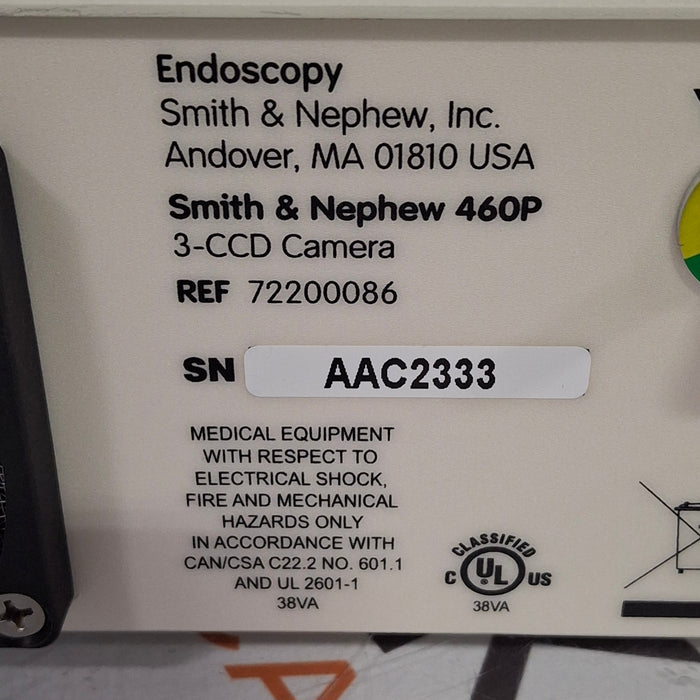 Endoscopy
Smith & Nephew, Inc.
Andover, MA 01810 USA
Smith & Nephew 460P
3-CCD Camera
REF 72200086
SN AAC2333
MEDICAL EQUIPMENT
WITH RESPECT TO
ELECTRICAL SHOCK,
FIRE AND MECHANICAL
HAZARDS ONLY
IN ACCORDANCE WITH
CAN/CSA C22.2 NO. 601.1
AND UL 2601-1
38VA
CLASSIFIED
C UL US
38VA